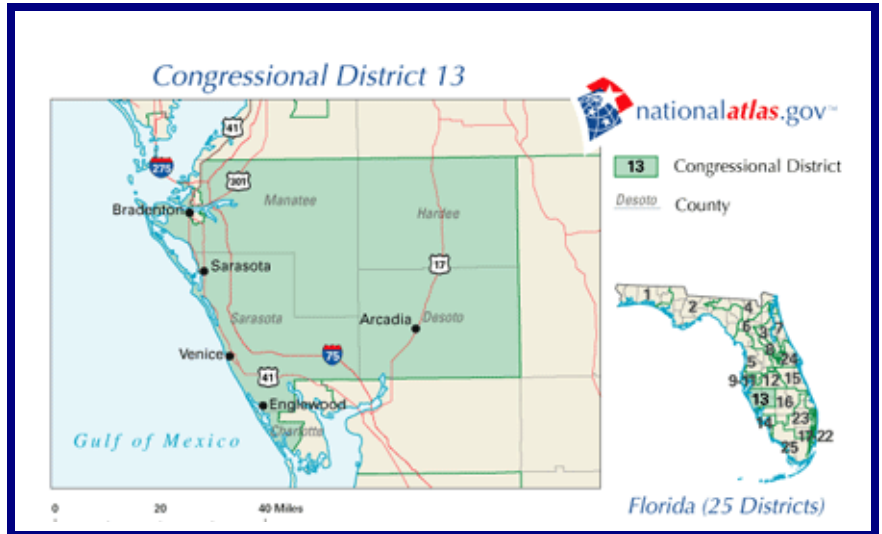 Congressional District 13
nationalatlas.gov™
41
275
301
Manatee
Bradenton
Hardee
17
Sarasota
Sarasota
Arcadia
Desoto
Venice
75
41
Englewood
Charlotte
Gulf of Mexico
0 20 40 Miles
13 Congressional District
Desoto County
1
2
4
6
3
7
8
24
5
9
11
12
15
13
16
14
23
17
22
25
Florida (25 Districts)